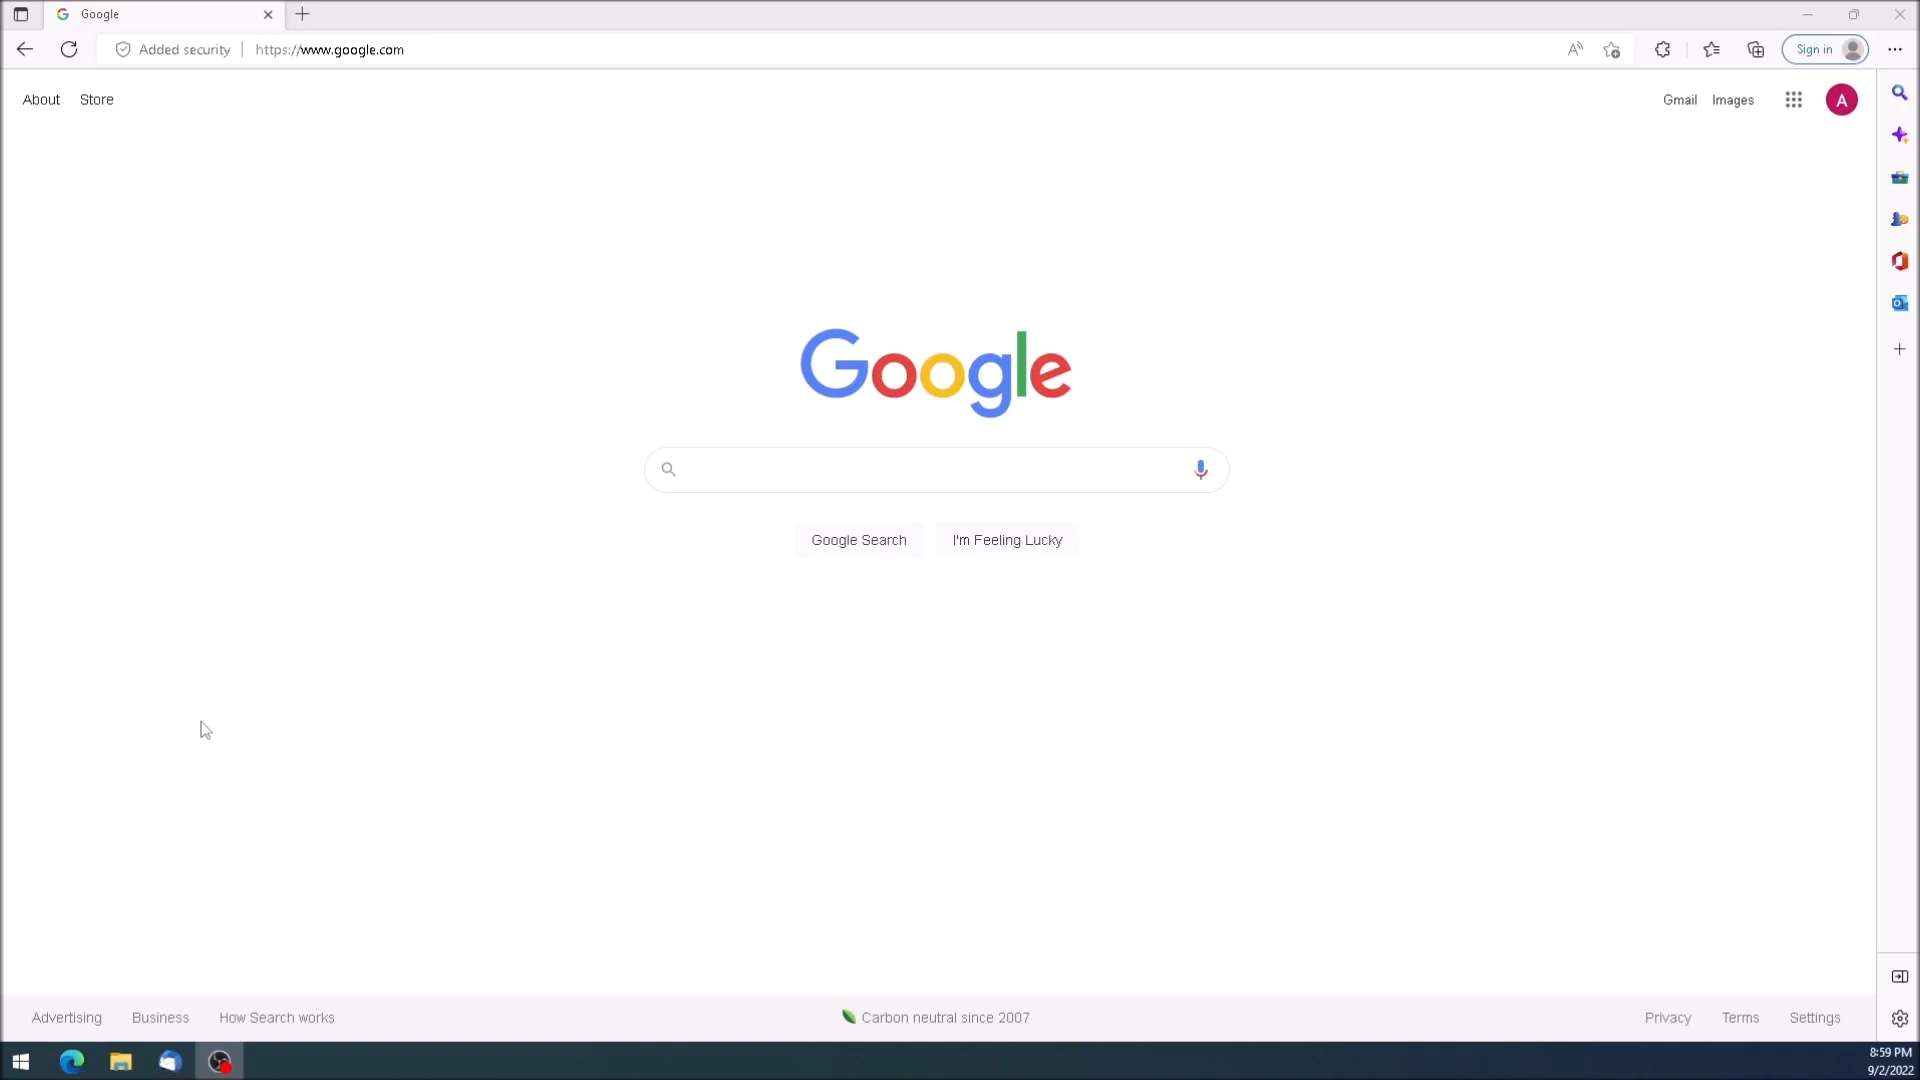 Google
Added security
https://www.google.com
Sign in
About
Store
Gmail
Images
A
Google
Google Search
I'm Feeling Lucky
Advertising
Business
How Search works
Carbon neutral since 2007
Privacy
Terms
Settings
8:59 PM
9/2/2022